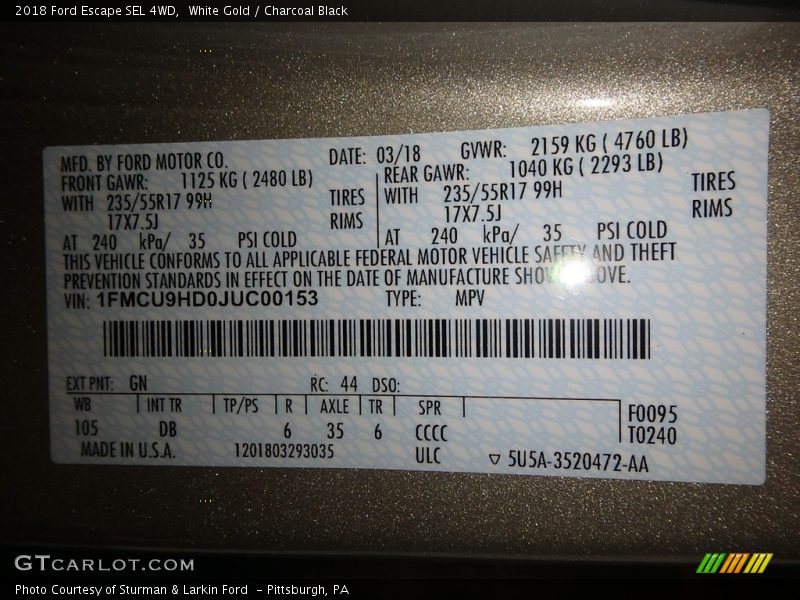 2018 Ford Escape SEL 4WD, White Gold / Charcoal Black
MFD. BY FORD MOTOR CO. DATE: 03/18 GVWR: 2159 KG ( 4760 LB)
FRONT GAWR: 1125 KG ( 2480 LB) REAR GAWR: 1040 KG ( 2293 LB)
WITH 235/55R17 99H TIRES WITH 235/55R17 99H TIRES
17X7.5J RIMS 17X7.5J RIMS
AT 240 kPa/ 35 PSI COLD AT 240 kPa/ 35 PSI COLD
THIS VEHICLE CONFORMS TO ALL APPLICABLE FEDERAL MOTOR VEHICLE SAFETY AND THEFT
PREVENTION STANDARDS IN EFFECT ON THE DATE OF MANUFACTURE SHOWN ABOVE.
VIN: 1FMCU9HD0JUC00153 TYPE: MPV
EXT PNT: GN RC: 44 DSO:
WB INT TR TP/PS R AXLE TR SPR F0095
105 DB 6 35 6 CCCC T0240
MADE IN U.S.A. 1201803293035 ULC ▽ 5U5A-3520472-AA
GTCARLOT.COM
Photo Courtesy of Sturman & Larkin Ford - Pittsburgh, PA